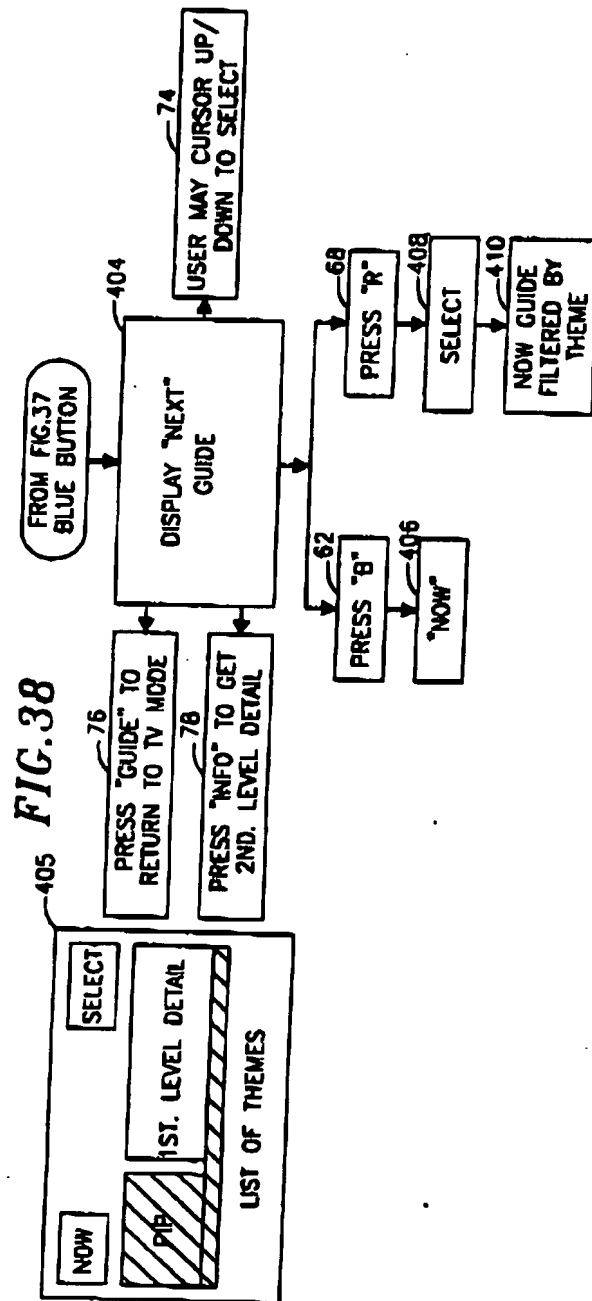 FIG.38
405
NOW
SELECT
PIP
1ST. LEVEL DETAIL
LIST OF THEMES
FROM FIG.37
BLUE BUTTON
404
DISPLAY "NEXT"
GUIDE
74
USER MAY CURSOR UP/
DOWN TO SELECT
76
PRESS "GUIDE" TO
RETURN TO TV MODE
78
PRESS "INFO" TO GET
2ND. LEVEL DETAIL
62
PRESS "B"
406
"NOW"
68
PRESS "R"
408
SELECT
410
NOW GUIDE
FILTERED BY
THEME